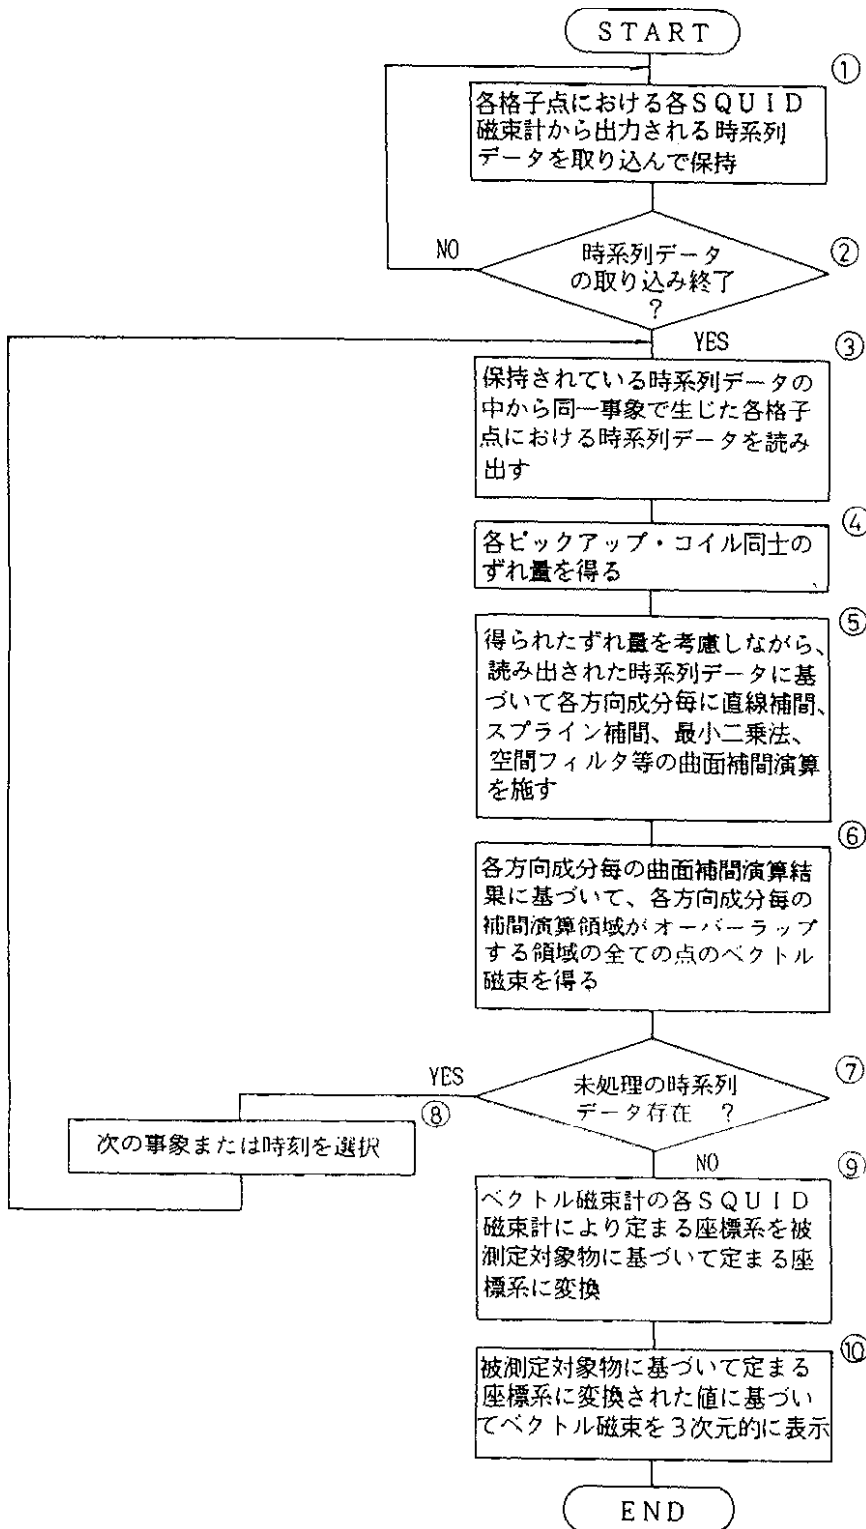 START
①
各格子点における各SQUID
磁束計から出力される時系列
データを取り込んで保持
NO
時系列データ
の取り込み終了
?
②
YES
③
保持されている時系列データの
中から同一事象で生じた各格子
点における時系列データを読み
出す
④
各ピックアップ・コイル同士の
ずれ量を得る
⑤
得られたずれ量を考慮しながら、
読み出された時系列データに基
づいて各方向成分毎に直線補間、
スプライン補間、最小二乗法、
空間フィルタ等の曲面補間演算
を施す
⑥
各方向成分毎の曲面補間演算結
果に基づいて、各方向成分毎の
補間演算領域がオーバーラップ
する領域の全ての点のベクトル
磁束を得る
YES
⑦
未処理の時系列
データ存在 ?
⑧
次の事象または時刻を選択
NO
⑨
ベクトル磁束計の各SQUID
磁束計により定まる座標系を被
測定対象物に基づいて定まる座
標系に変換
⑩
被測定対象物に基づいて定まる
座標系に変換された値に基づい
てベクトル磁束を3次元的に表示
END